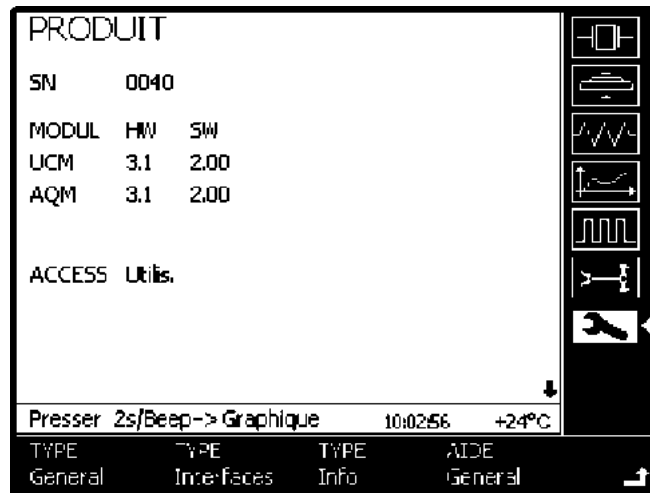 PRODUIT
SN 0040
MODUL HW SW
UCM 3.1 2.00
AQM 3.1 2.00
ACCESS Utilis.
Presser 2s/Beep-> Graphique 10:02:56 +24°C
TYPE TYPE TYPE AIDE
General Interfaces Info General